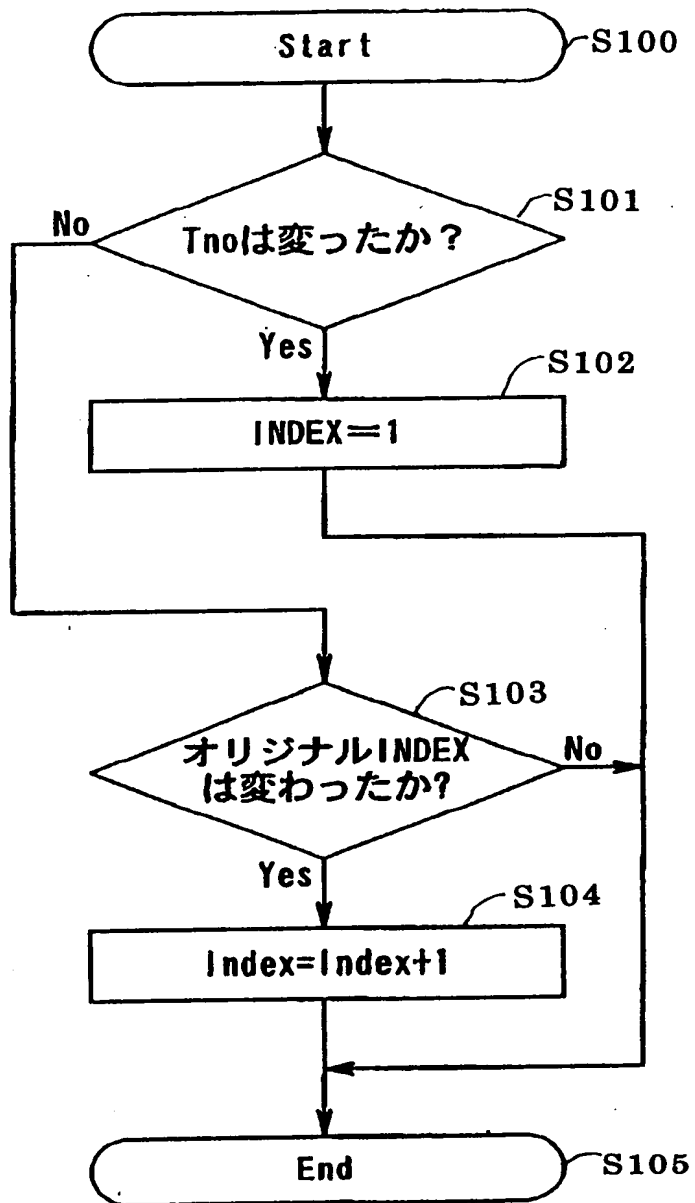 Start
S100
S101
No
Tnoは変ったか？
Yes
S102
INDEX＝1
S103
オリジナルINDEX
は変わったか?
No
Yes
S104
Index=Index+1
End
S105